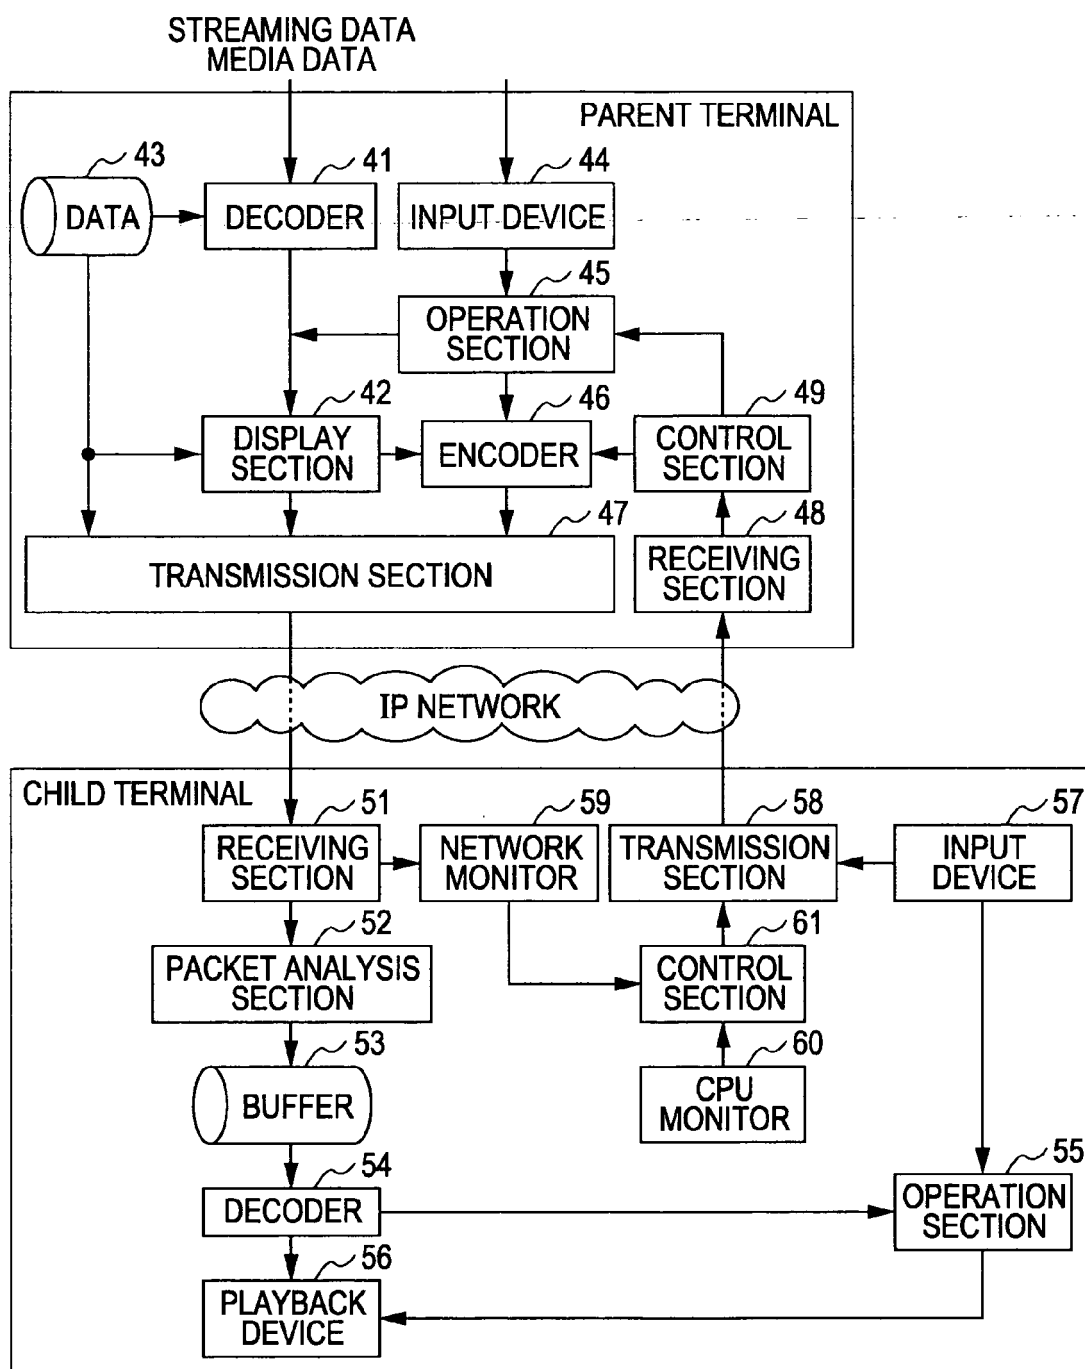 STREAMING DATA
MEDIA DATA
PARENT TERMINAL
43
41
44
DATA
DECODER
INPUT DEVICE
45
OPERATION
SECTION
42
46
49
DISPLAY
SECTION
ENCODER
CONTROL
SECTION
47
48
TRANSMISSION SECTION
RECEIVING
SECTION
IP NETWORK
CHILD TERMINAL
51
59
58
57
RECEIVING
SECTION
NETWORK
MONITOR
TRANSMISSION
SECTION
INPUT
DEVICE
52
61
PACKET ANALYSIS
SECTION
CONTROL
SECTION
53
60
BUFFER
CPU
MONITOR
54
55
DECODER
OPERATION
SECTION
56
PLAYBACK
DEVICE